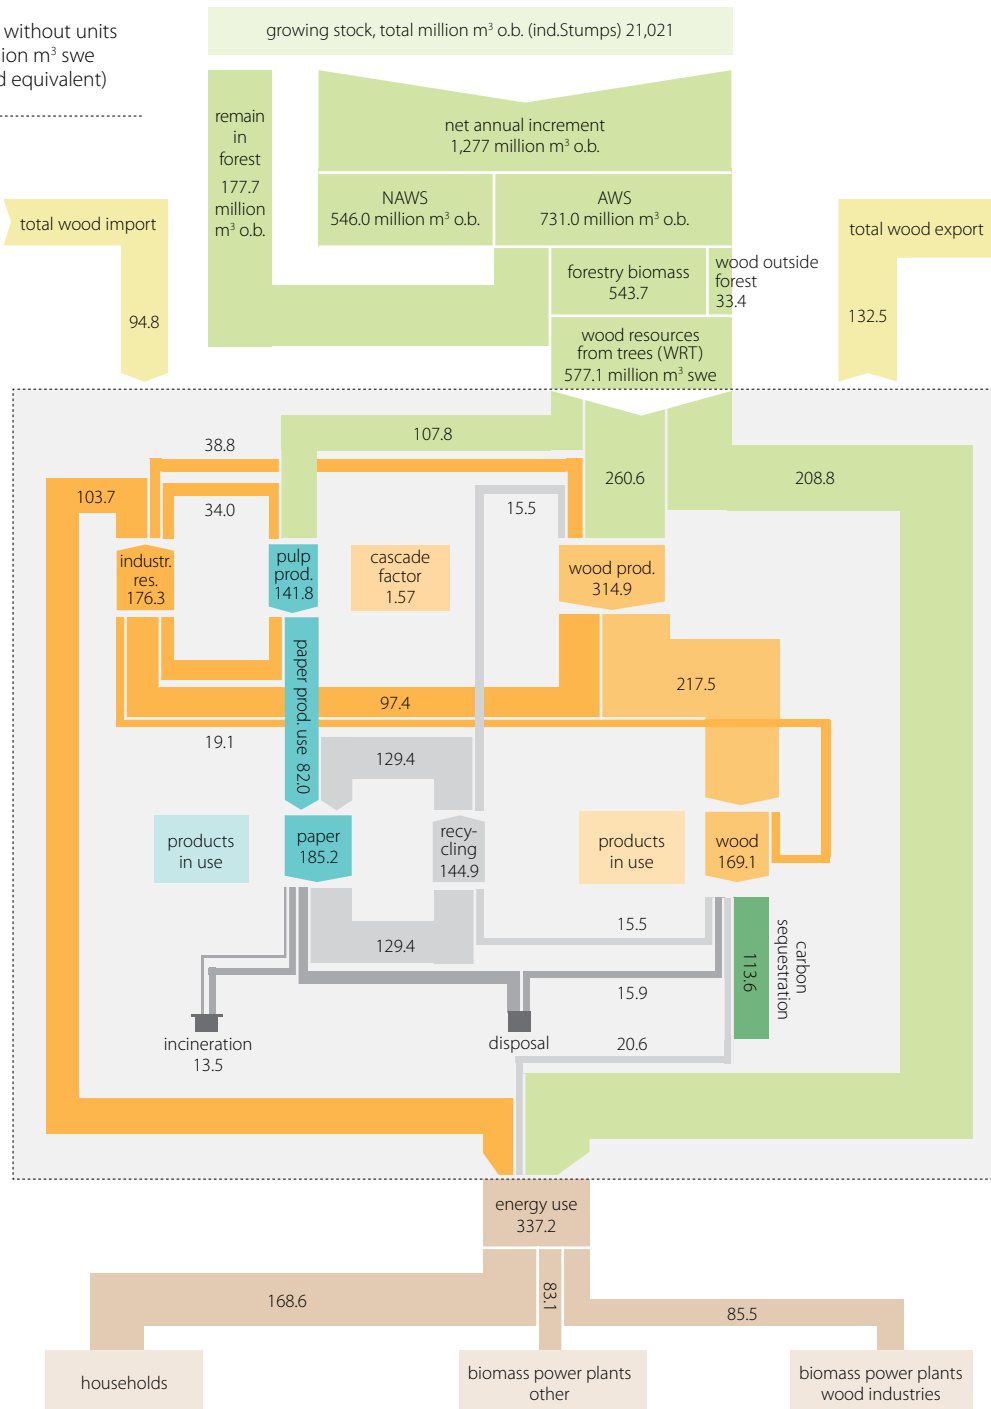 without units
ion m³ swe
d equivalent)
growing stock, total million m³ o.b. (ind.Stumps) 21,021
remain
in
forest
177.7
million
m³ o.b.
net annual increment
1,277 million m³ o.b.
NAWS
546.0 million m³ o.b.
AWS
731.0 million m³ o.b.
total wood import
94.8
total wood export
132.5
forestry biomass
543.7
wood outside
forest
33.4
wood resources
from trees (WRT)
577.1 million m³ swe
38.8
107.8
103.7
34.0
15.5
260.6
208.8
industr.
res.
176.3
pulp
prod.
141.8
cascade
factor
1.57
wood prod.
314.9
paper prod. use 82.0
97.4
217.5
19.1
129.4
products
in use
paper
185.2
recy-
cling
144.9
products
in use
wood
169.1
129.4
15.5
113.6
carbon
sequestration
15.9
incineration
13.5
disposal
20.6
energy use
337.2
168.6
83.1
85.5
households
biomass power plants
other
biomass power plants
wood industries